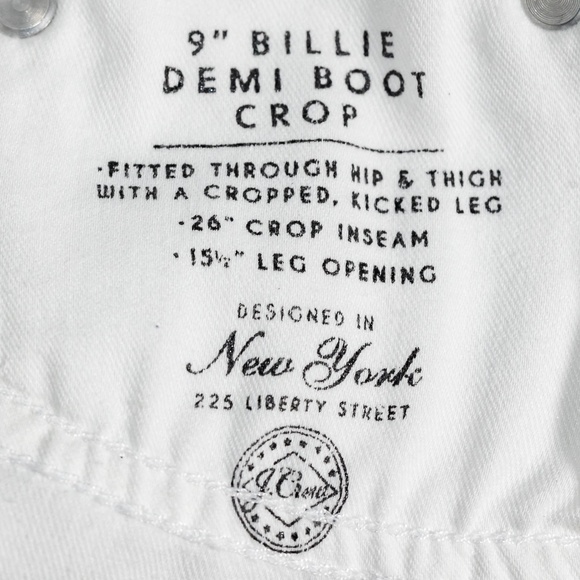 9" BILLIE
DEMI BOOT
CROP
·FITTED THROUGH HIP & THIGH
WITH A CROPPED, KICKED LEG
·26" CROP INSEAM
·15½" LEG OPENING
DESIGNED IN
New York
225 LIBERTY STREET
J.Crew